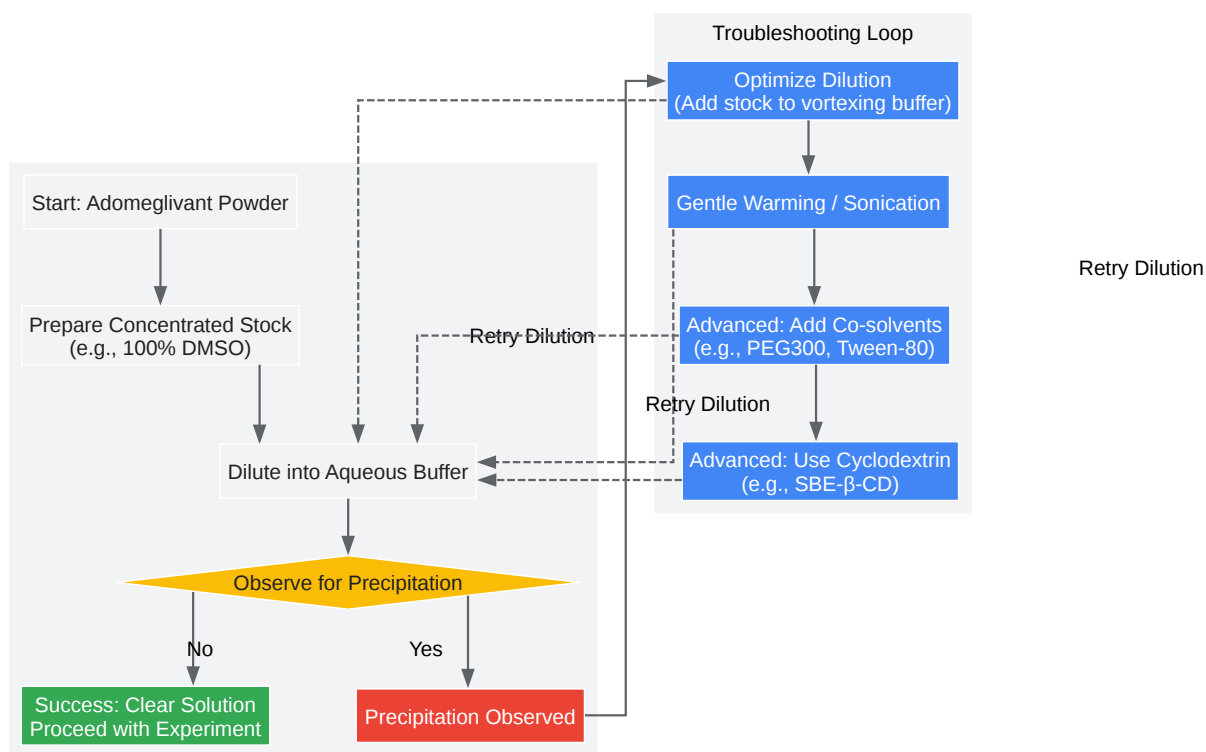 Troubleshooting Loop
Optimize Dilution
(Add stock to vortexing buffer)
Start: Adomeglivant Powder
Gentle Warming / Sonication
Retry Dilution
Prepare Concentrated Stock
(e.g., 100% DMSO)
Retry Dilution
Advanced: Add Co-solvents
(e.g., PEG300, Tween-80)
Retry Dilution
Dilute into Aqueous Buffer
Advanced: Use Cyclodextrin
(e.g., SBE-β-CD)
Observe for Precipitation
No
Yes
Success: Clear Solution
Proceed with Experiment
Precipitation Observed